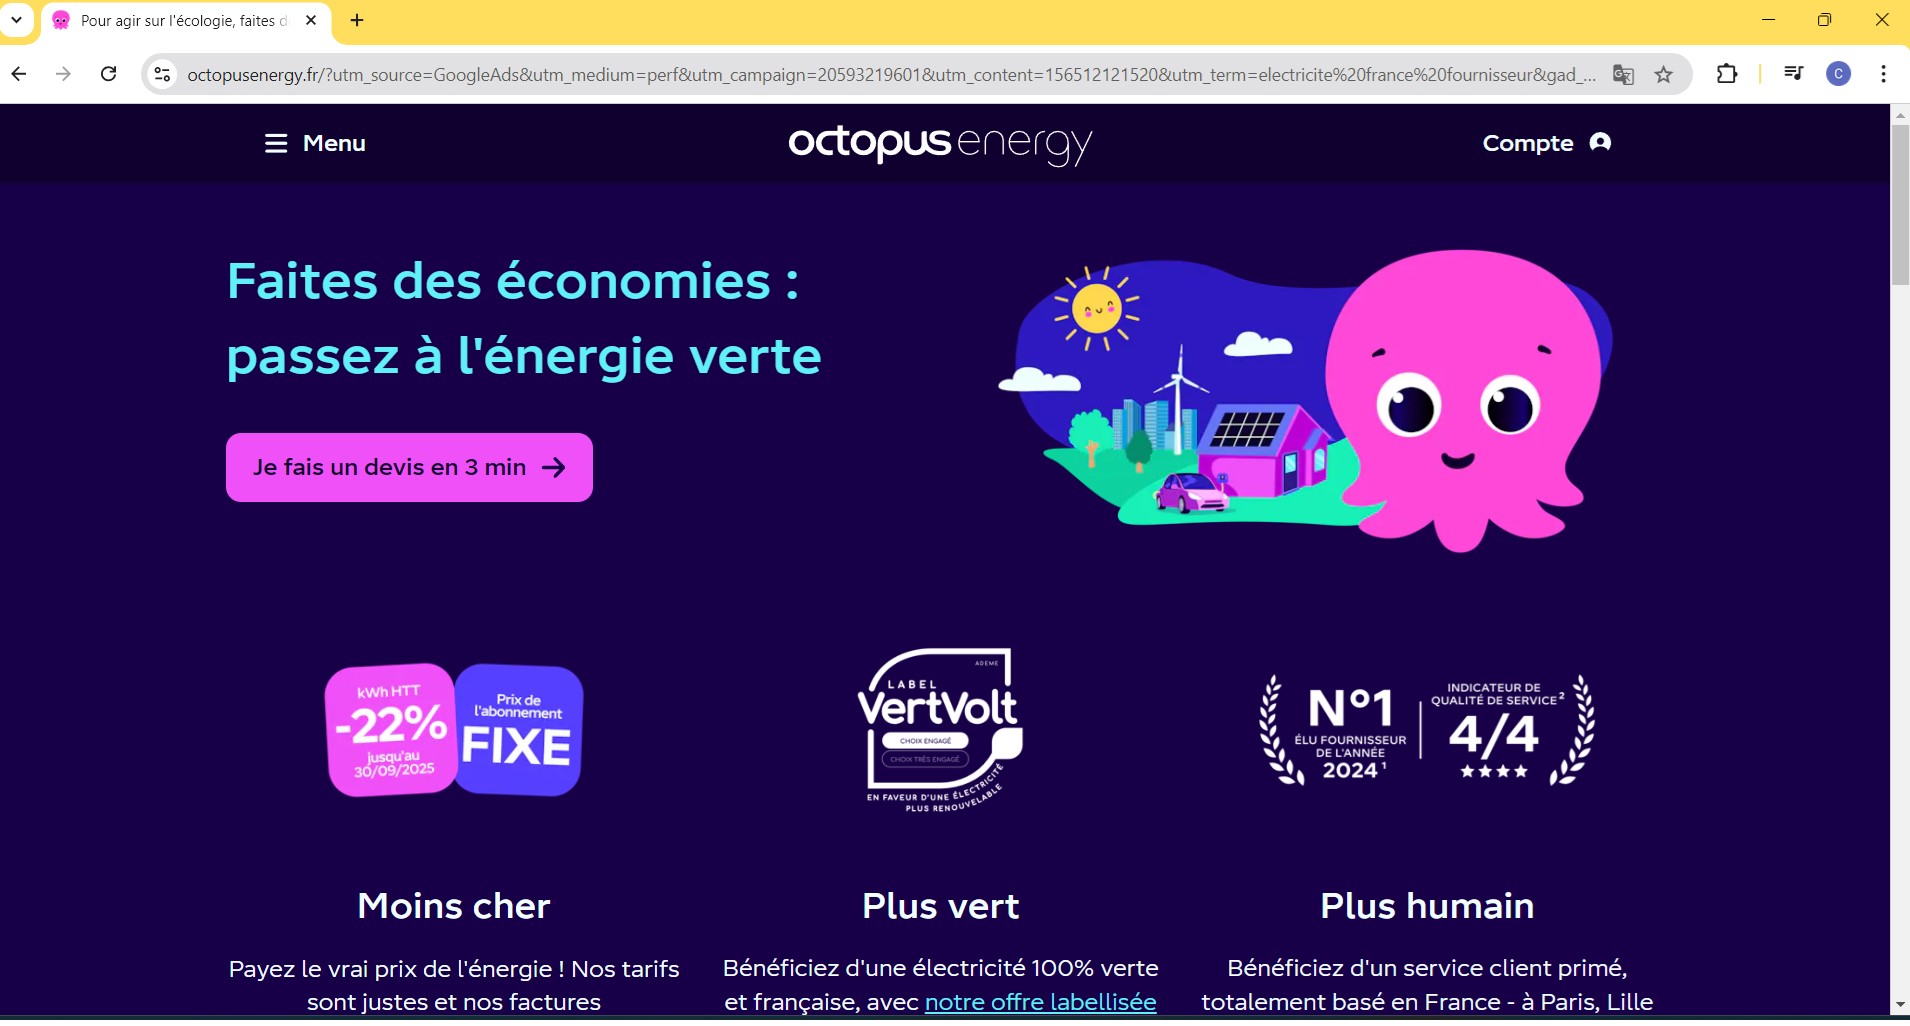 Pour agir sur l'écologie, faites d
octopusenergy.fr/?utm_source=GoogleAds&utm_medium=perf&utm_campaign=20593219601&utm_content=156512121520&utm_term=electricite%20france%20fournisseur&gad_...
C
Menu
octopus energy
Compte
Faites des économies :
passez à l'énergie verte
Je fais un devis en 3 min
kWh HTT
-22%
jusqu'au
30/09/2025
Prix de
l'abonnement
FIXE
ADEME
LABEL
VertVolt
CHOIX ENGAGÉ
CHOIX TRÈS ENGAGÉ
EN FAVEUR D'UNE ÉLECTRICITÉ
PLUS RENOUVELABLE
N°1
ÉLU FOURNISSEUR
DE L'ANNÉE
2024¹
INDICATEUR DE
QUALITÉ DE SERVICE²
4/4
Moins cher
Payez le vrai prix de l'énergie ! Nos tarifs
sont justes et nos factures
Plus vert
Bénéficiez d'une électricité 100% verte
et française, avec notre offre labellisée
Plus humain
Bénéficiez d'un service client primé,
totalement basé en France - à Paris, Lille